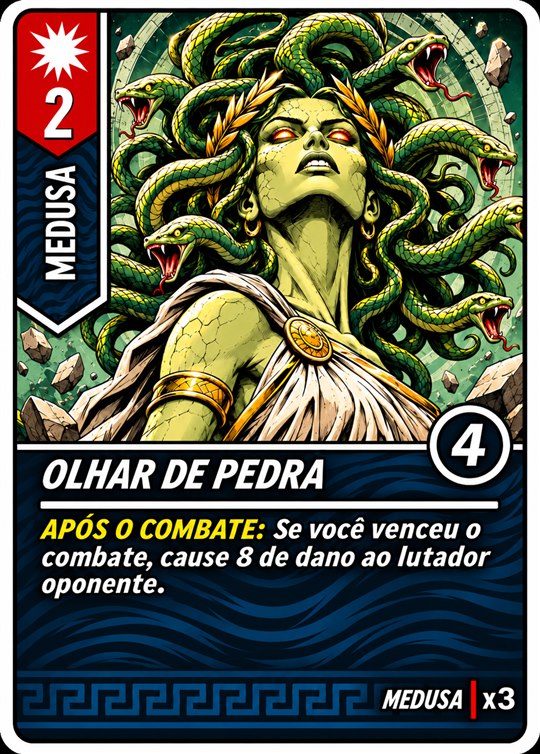 2
MEDUSA
4
OLHAR DE PEDRA
APÓS O COMBATE: Se você venceu o
combate, cause 8 de dano ao lutador
oponente.
MEDUSA | x3